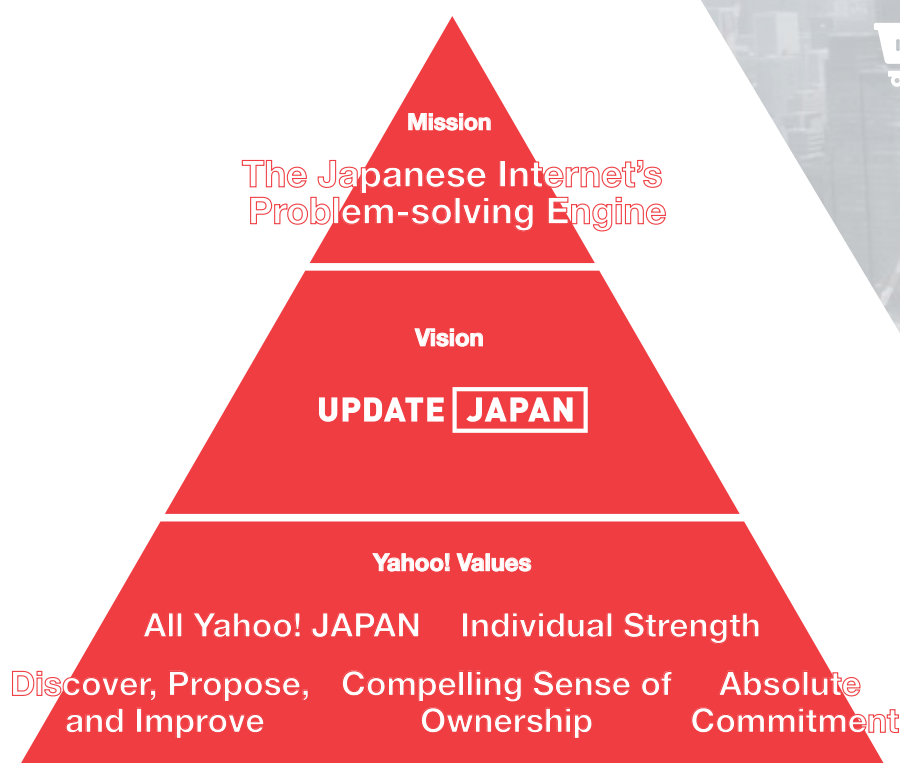 Mission
The Japanese Internet's
Problem-solving Engine
Vision
UPDATE JAPAN
Yahoo! Values
All Yahoo! JAPAN Individual Strength
Discover, Propose, Compelling Sense of Absolute
and Improve Ownership Commitment